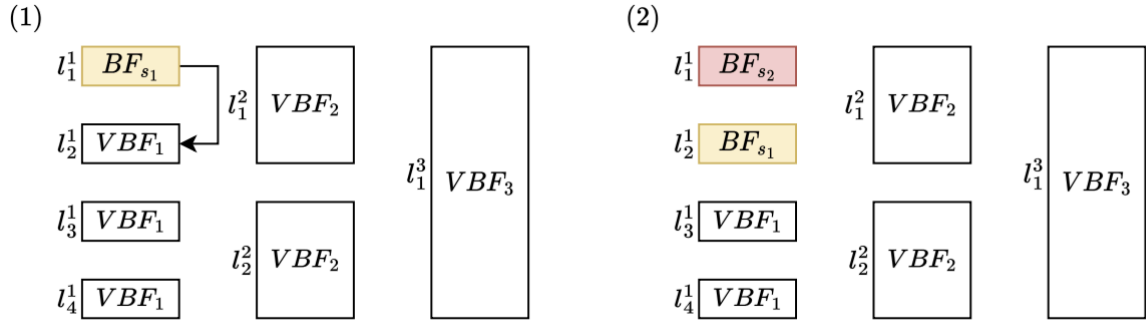 (1)
l_1^1 BF_{s_1}
l_1^2 VBF_2
l_2^1 VBF_1
l_1^3 VBF_3
l_3^1 VBF_1
l_2^2 VBF_2
l_4^1 VBF_1
(2)
l_1^1 BF_{s_2}
l_1^2 VBF_2
l_2^1 BF_{s_1}
l_1^3 VBF_3
l_3^1 VBF_1
l_2^2 VBF_2
l_4^1 VBF_1